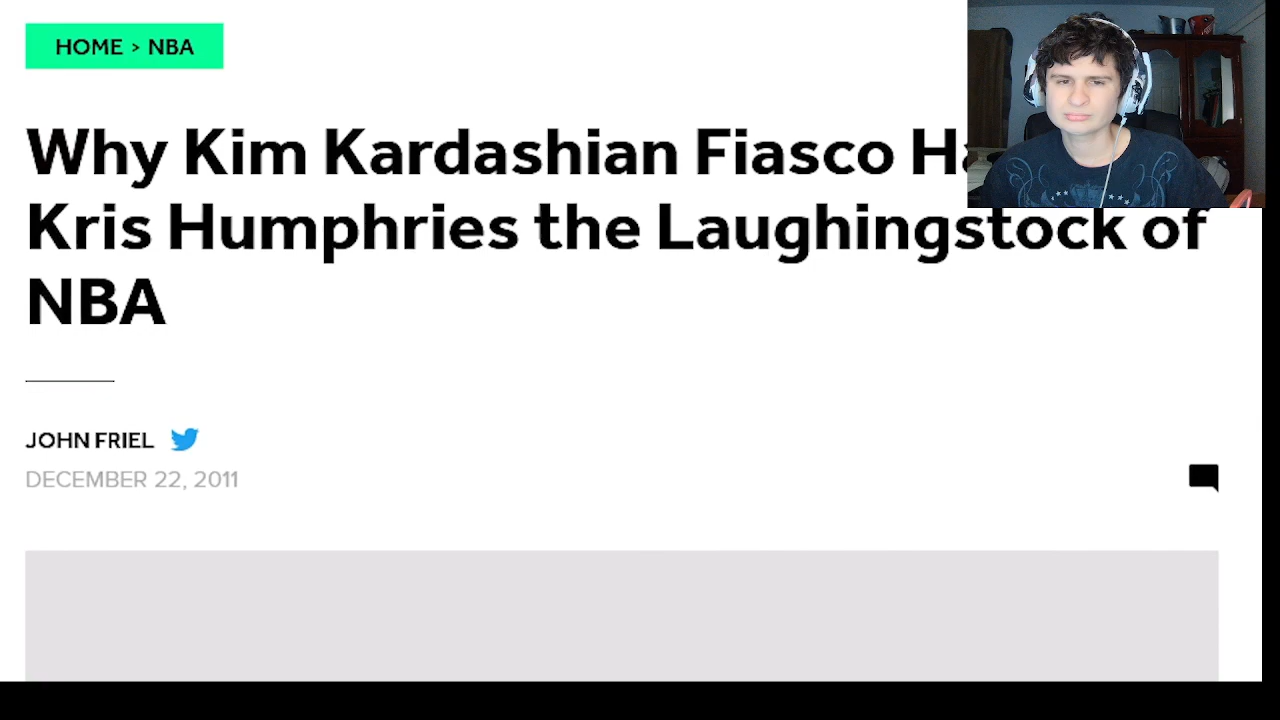 HOME > NBA
Why Kim Kardashian Fiasco
Kris Humphries the Laughingstock of
NBA
JOHN FRIEL
DECEMBER 22, 2011